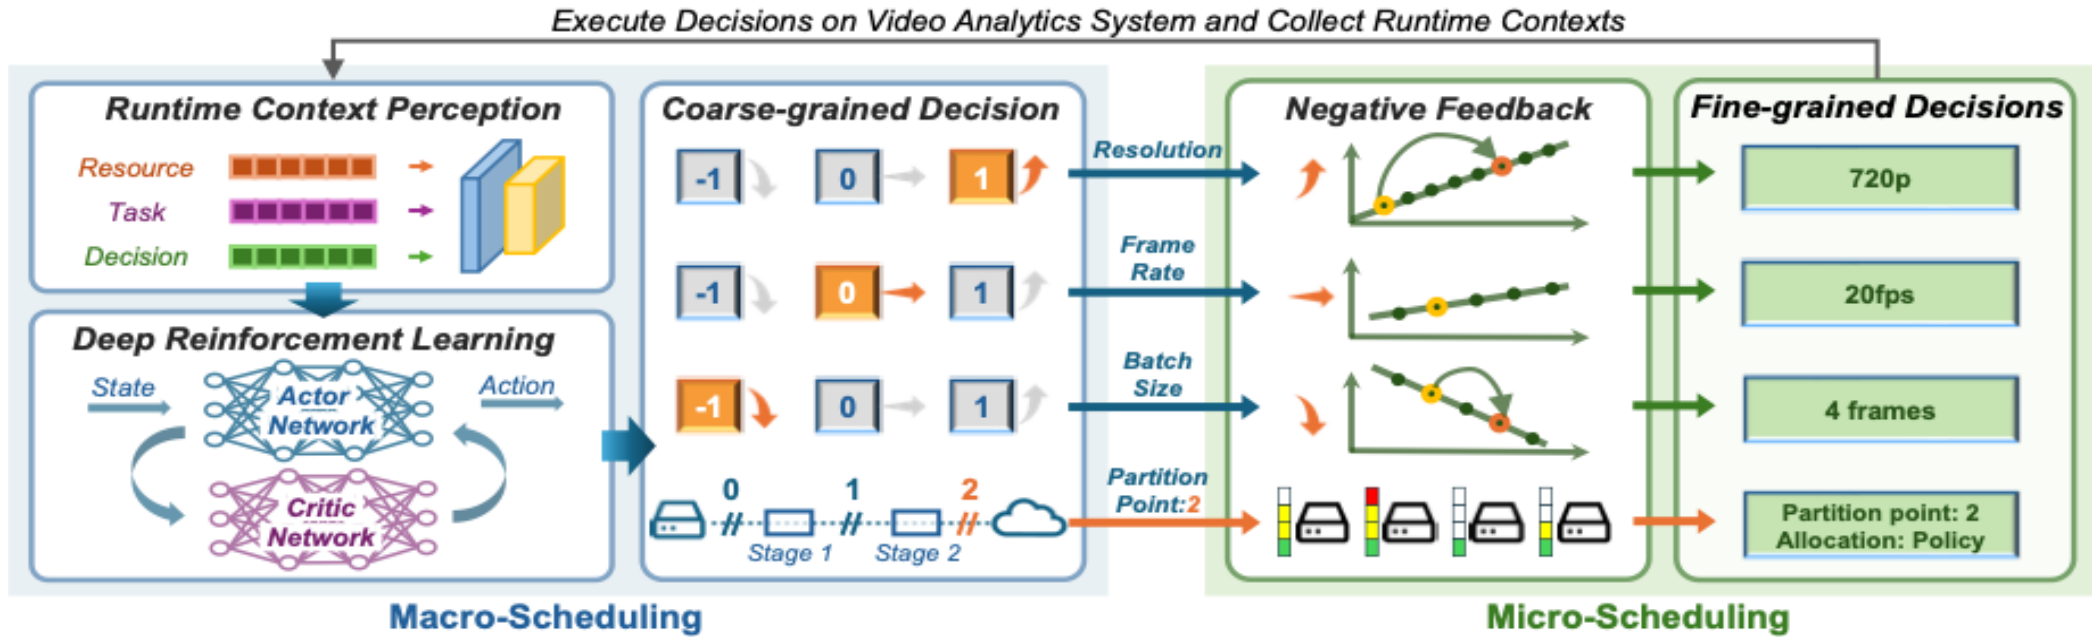 Execute Decisions on Video Analytics System and Collect Runtime Contexts
Runtime Context Perception
Resource
Task
Decision
Deep Reinforcement Learning
State
Action
Actor
Network
Critic
Network
Coarse-grained Decision
-1
0
1
-1
0
1
-1
0
1
0
1
2
Stage 1
Stage 2
Macro-Scheduling
Resolution
Frame
Rate
Batch
Size
Partition
Point:2
Negative Feedback
Fine-grained Decisions
720p
20fps
4 frames
Partition point: 2
Allocation: Policy
Micro-Scheduling